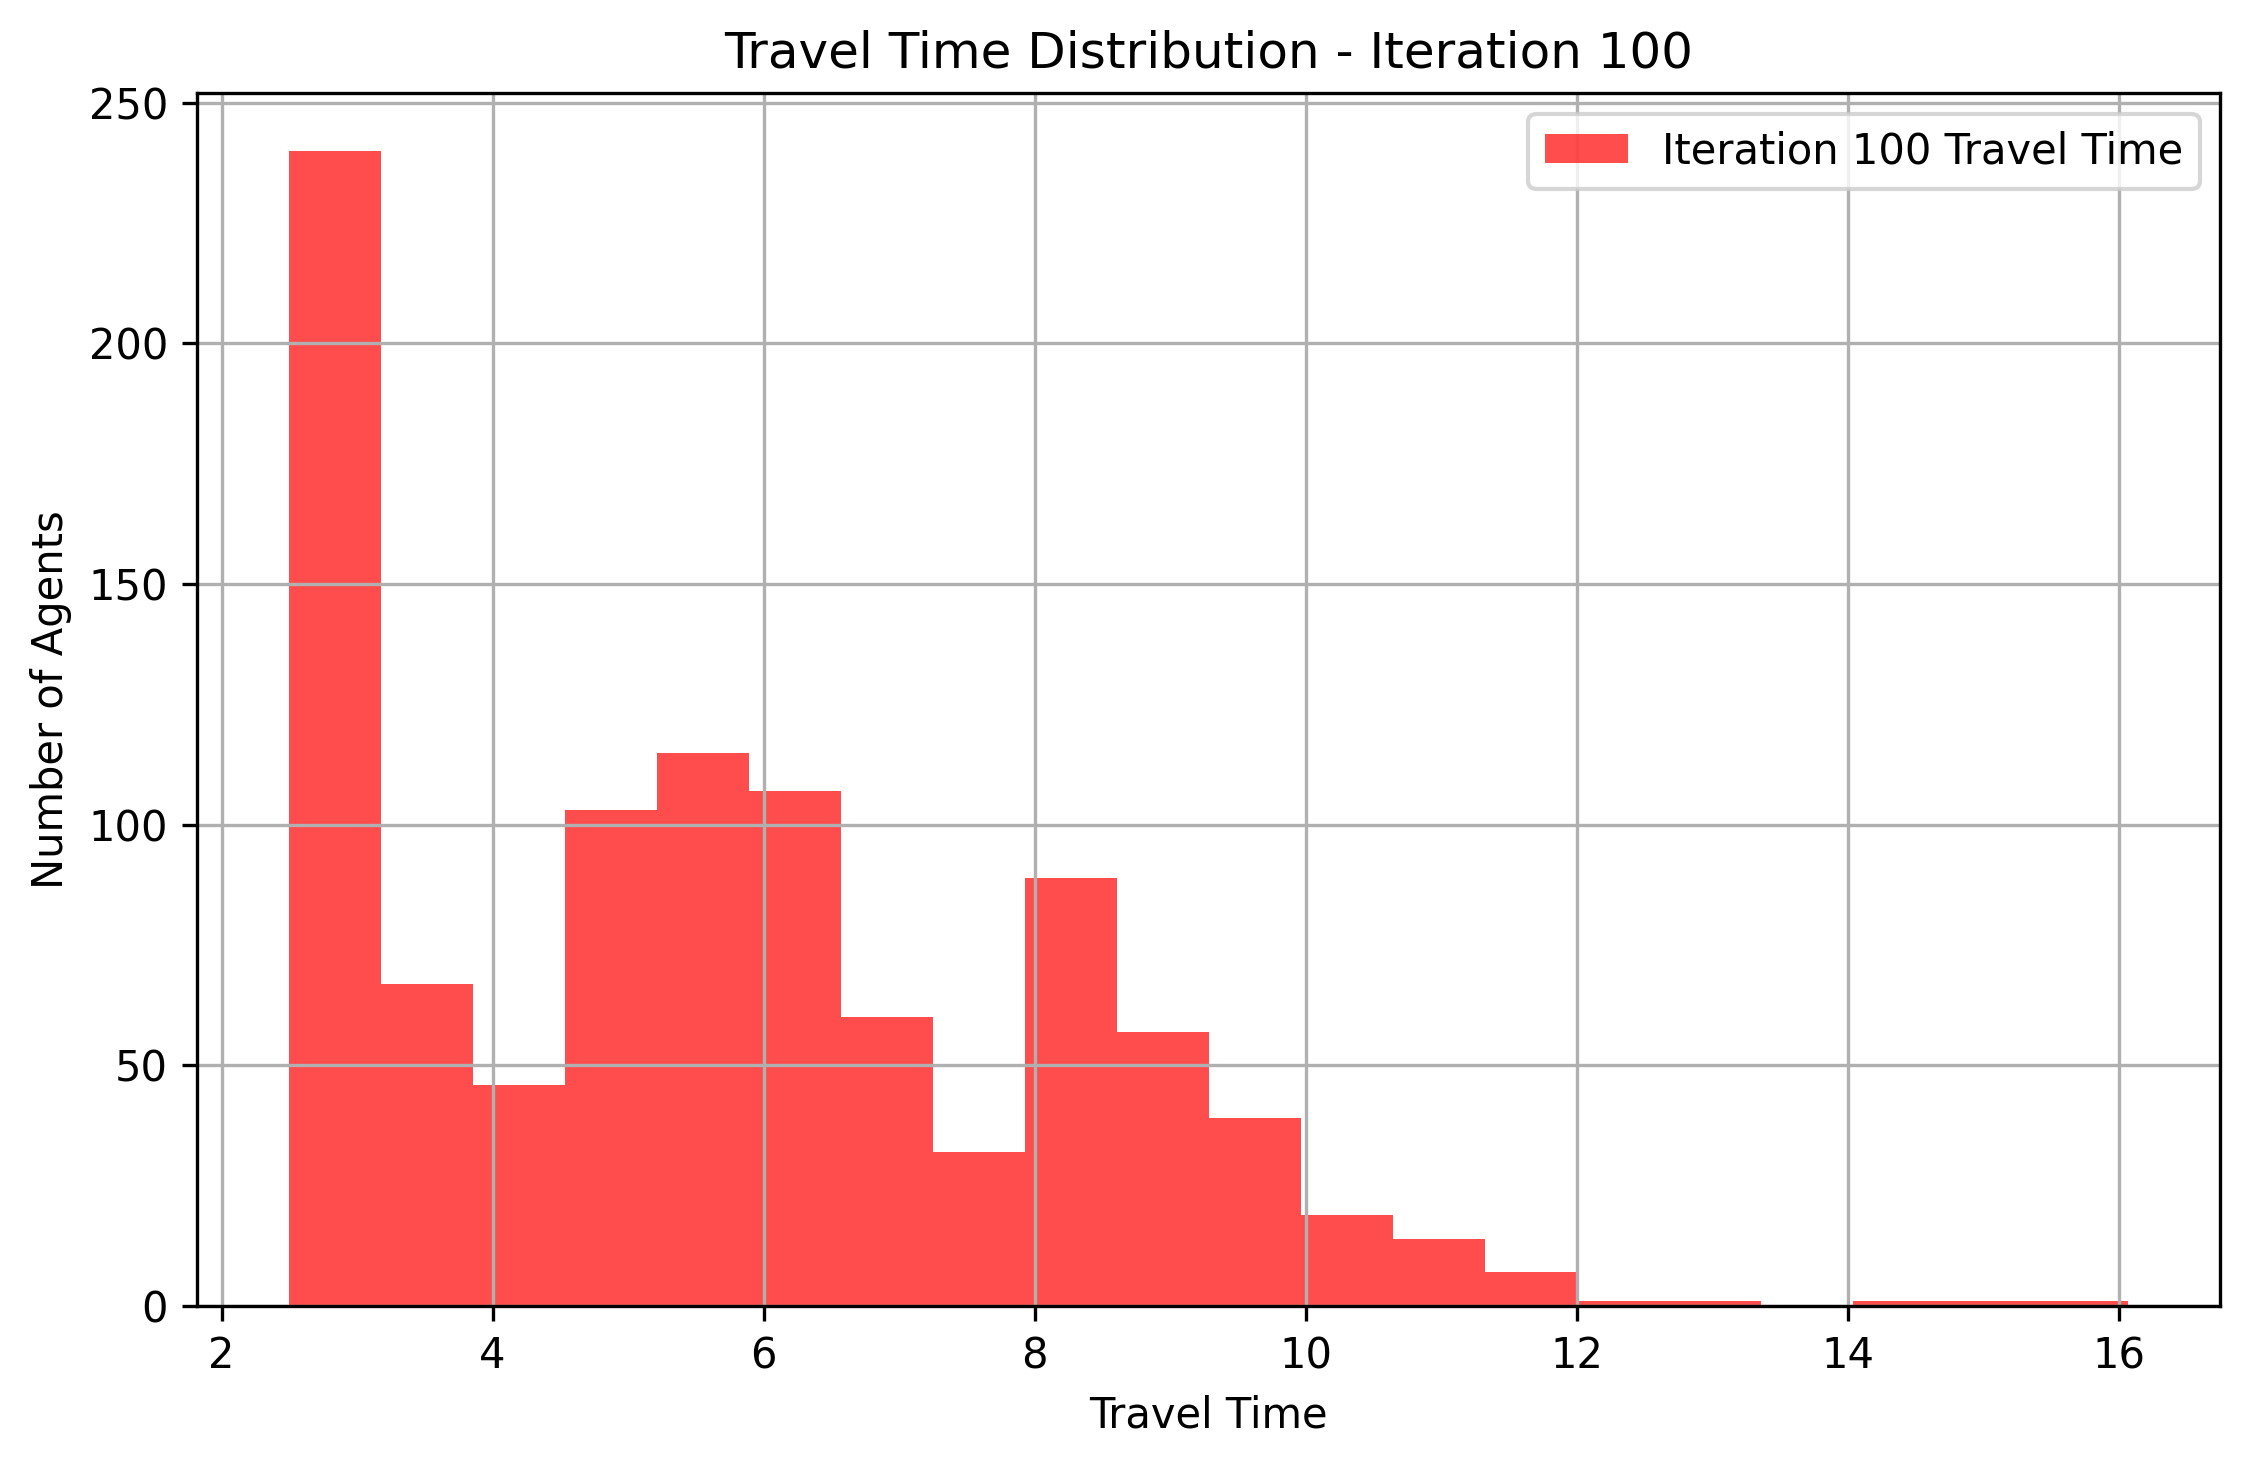 Travel Time Distribution - Iteration 100
Iteration 100 Travel Time
Number of Agents
250
200
150
100
50
0
2 4 6 8 10 12 14 16
Travel Time